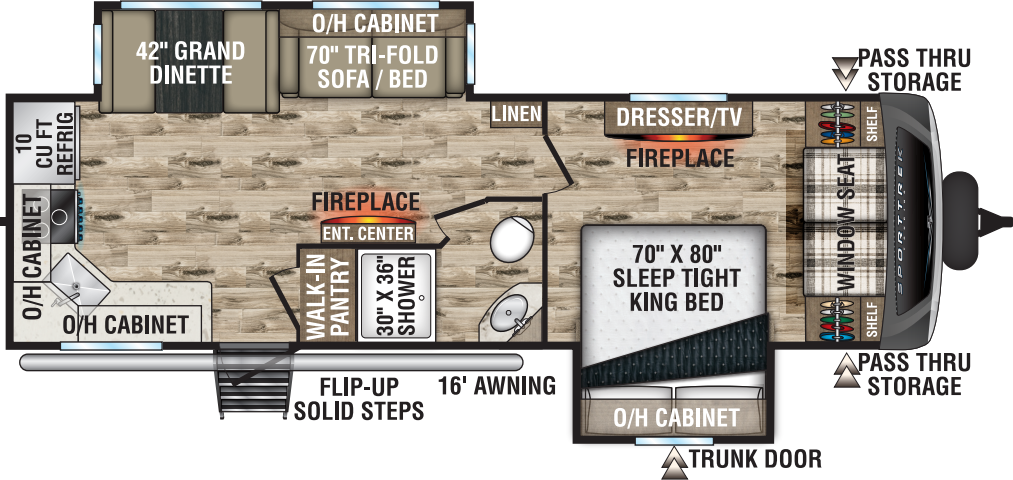 42" GRAND
DINETTE
O/H CABINET
70" TRI-FOLD
SOFA / BED
PASS THRU
STORAGE
10
CU FT
REFRIG
LINEN
DRESSER/TV
FIREPLACE
SHELF
O/H CABINET
FIREPLACE
ENT. CENTER
WINDOW SEAT
SPORTTREK
WALK-IN
PANTRY
30" X 36"
SHOWER
70" X 80"
SLEEP TIGHT
KING BED
O/H CABINET
SHELF
FLIP-UP
SOLID STEPS
16' AWNING
PASS THRU
STORAGE
O/H CABINET
TRUNK DOOR